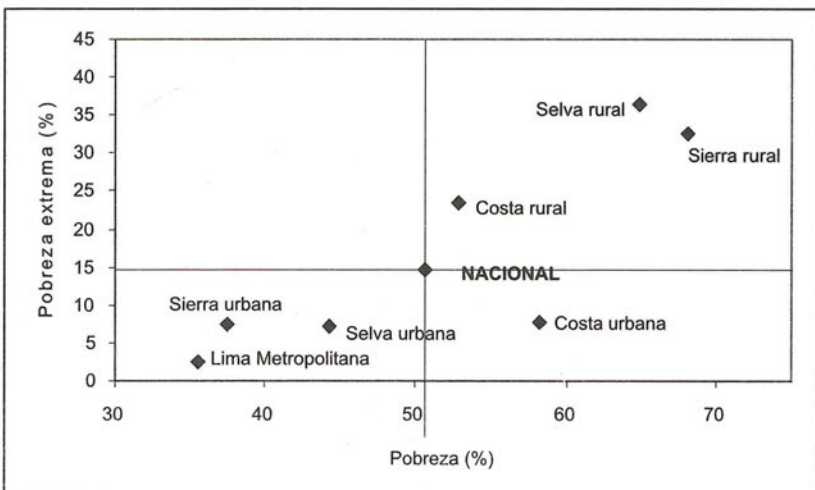 Pobreza extrema (%)
45
40
35
30
25
20
15
10
5
0
Selva rural
Sierra rural
Costa rural
NACIONAL
Sierra urbana
Selva urbana
Costa urbana
Lima Metropolitana
30 40 50 60 70
Pobreza (%)